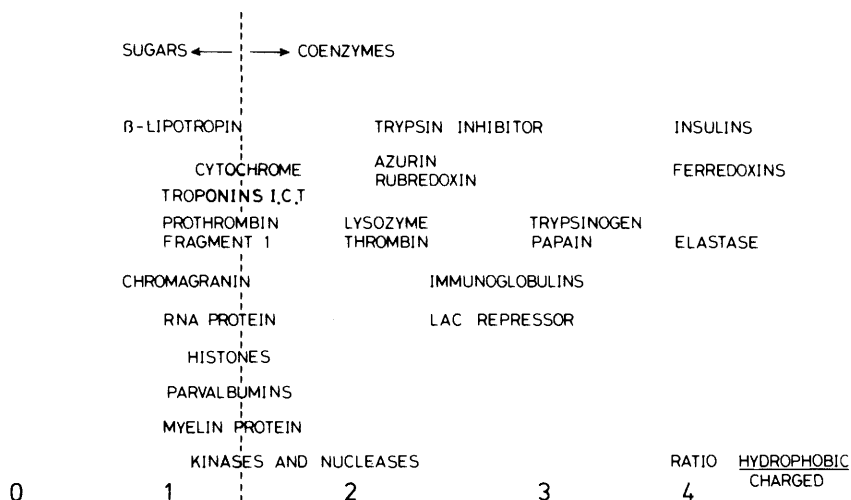 SUGARS ← → COENZYMES
β-LIPOTROPIN TRYPSIN INHIBITOR INSULINS
CYTOCHROME AZURIN FERREDOXINS
RUBREDOXIN
TROPONINS I.C.T
PROTHROMBIN LYSOZYME TRYPSINOGEN
FRAGMENT 1 THROMBIN PAPAIN ELASTASE
CHROMAGRANIN IMMUNOGLOBULINS
RNA PROTEIN LAC REPRESSOR
HISTONES
PARVALBUMINS
MYELIN PROTEIN
KINASES AND NUCLEASES RATIO HYDROPHOBIC
CHARGED
0 1 2 3 4